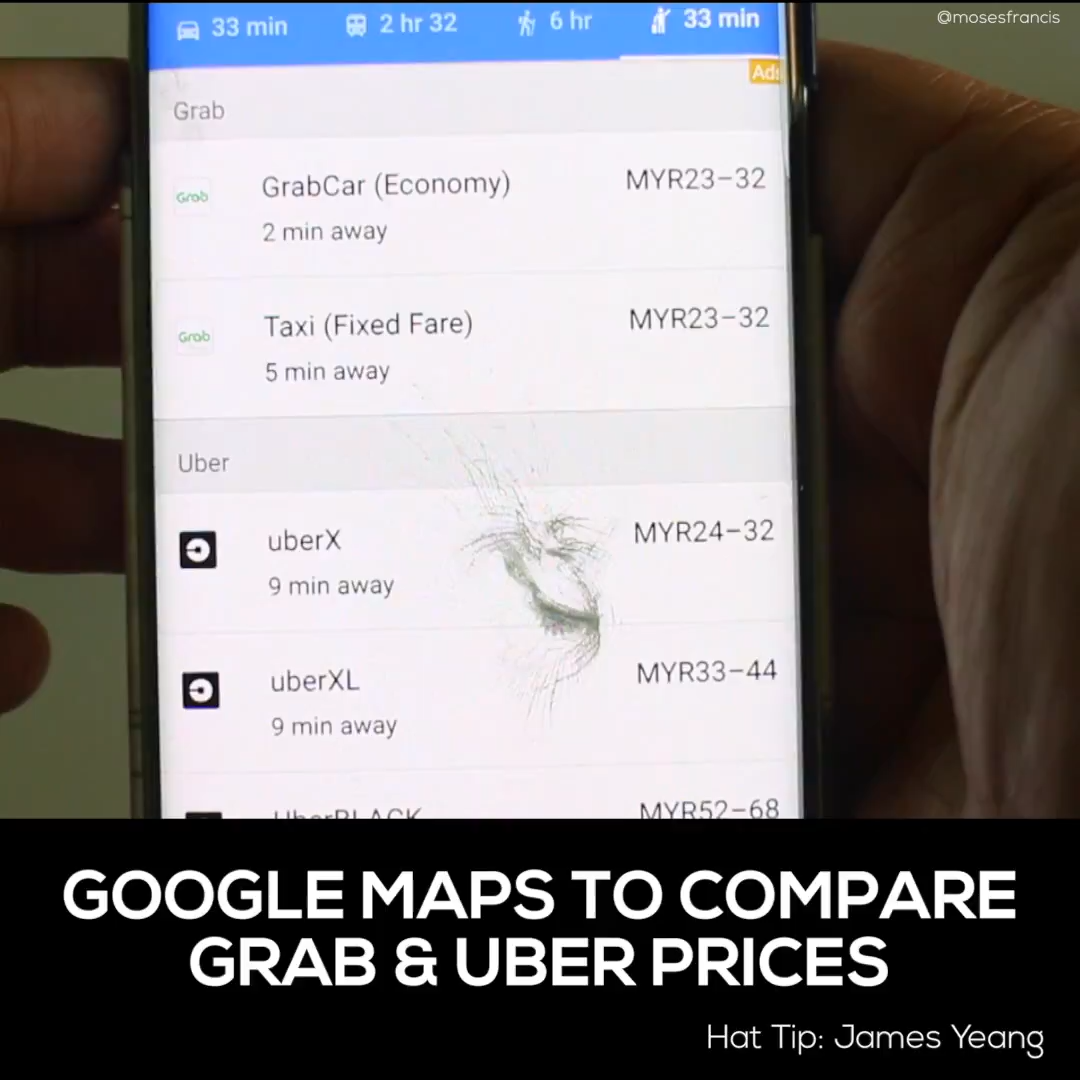 @mosesfrancis
33 min 2 hr 32 6 hr 33 min
Ads
Grab
Grab GrabCar (Economy) MYR23–32
2 min away
Grab Taxi (Fixed Fare) MYR23–32
5 min away
Uber
uberX MYR24–32
9 min away
uberXL MYR33–44
9 min away
UberBLACK MYR52–68
GOOGLE MAPS TO COMPARE
GRAB & UBER PRICES
Hat Tip: James Yeang